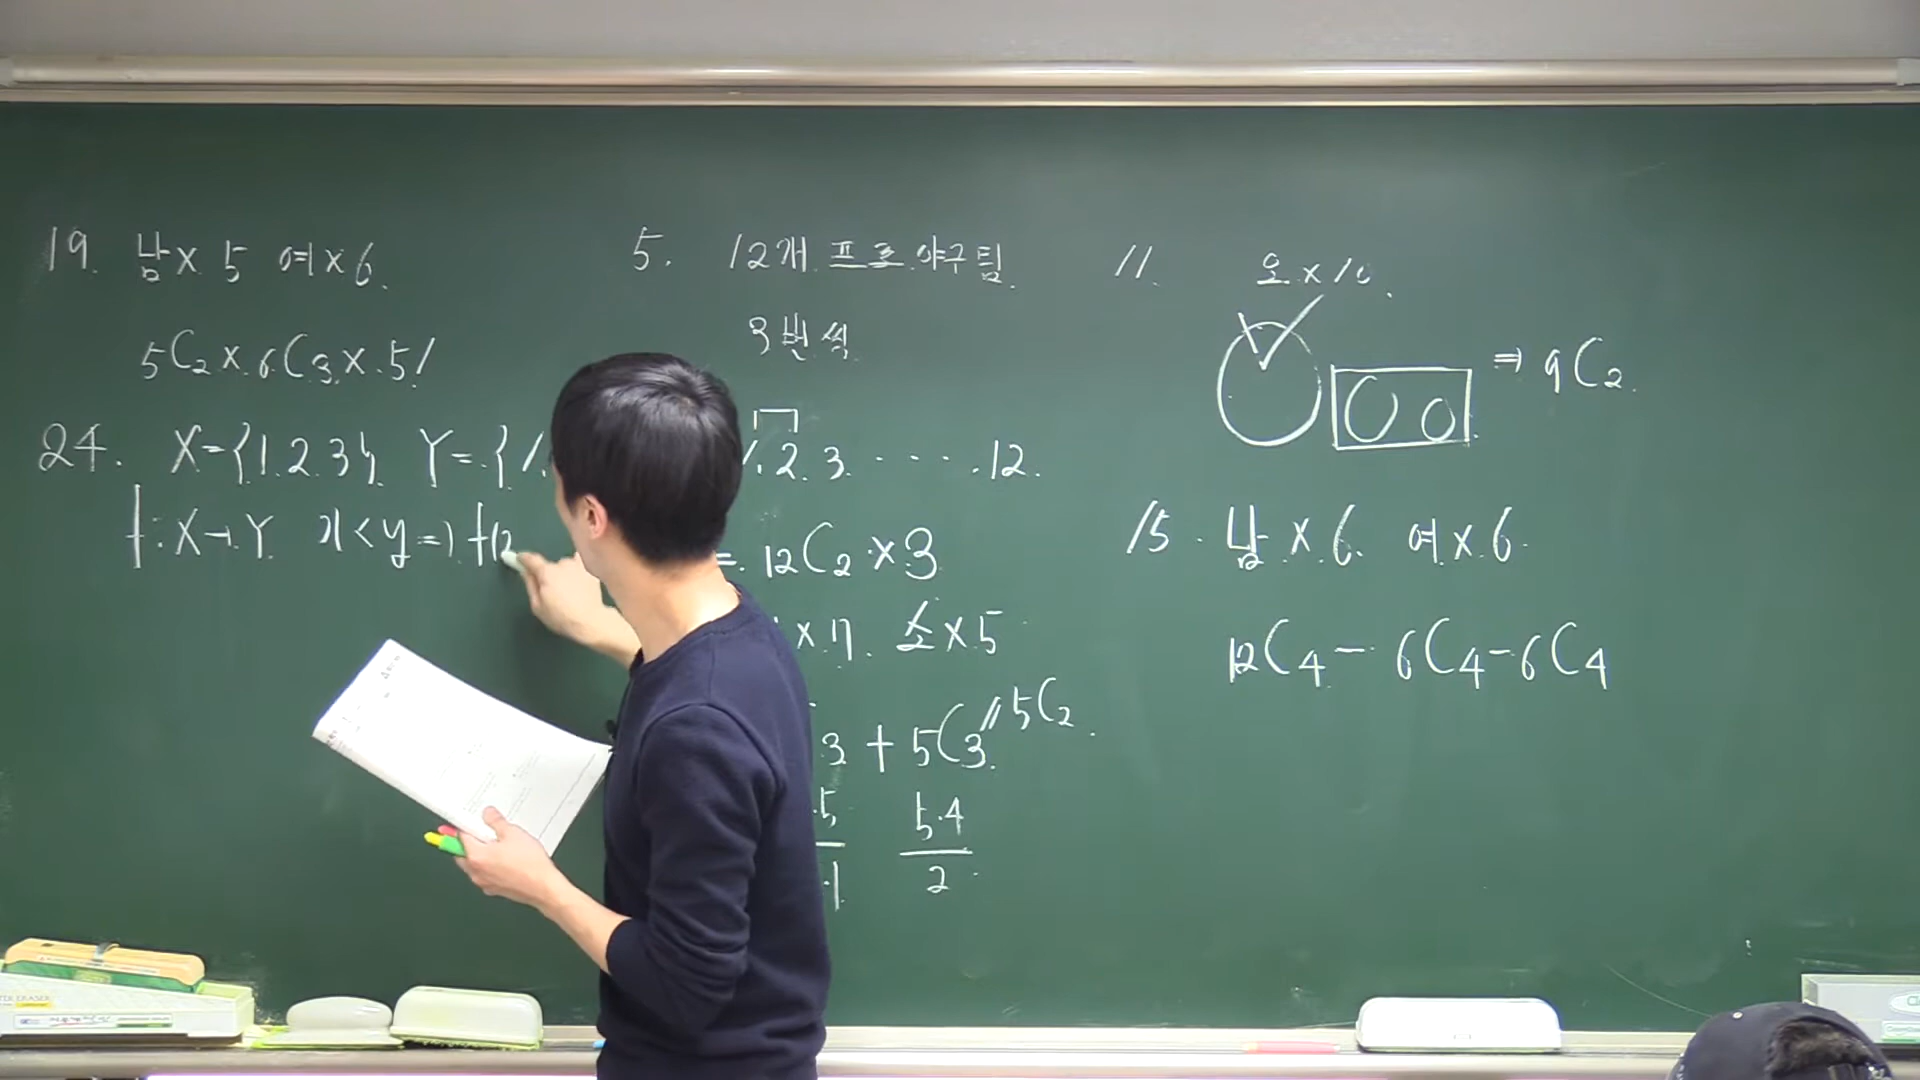 19. 남×5 여×6.
5C2×6C3×5!
24. X={1.2.3}. Y={1.
f:X→Y x<y⇒f(
5. 12개 프로야구팀.
3번씩.
1.2.3.·····.12.
=12C2×3
×7. 소×5
3+5C3 // 5C2.
·5 5·4
·1 2
11. 오×10.
⇒9C2.
15. 남×6. 여×6.
12C4-6C4-6C4